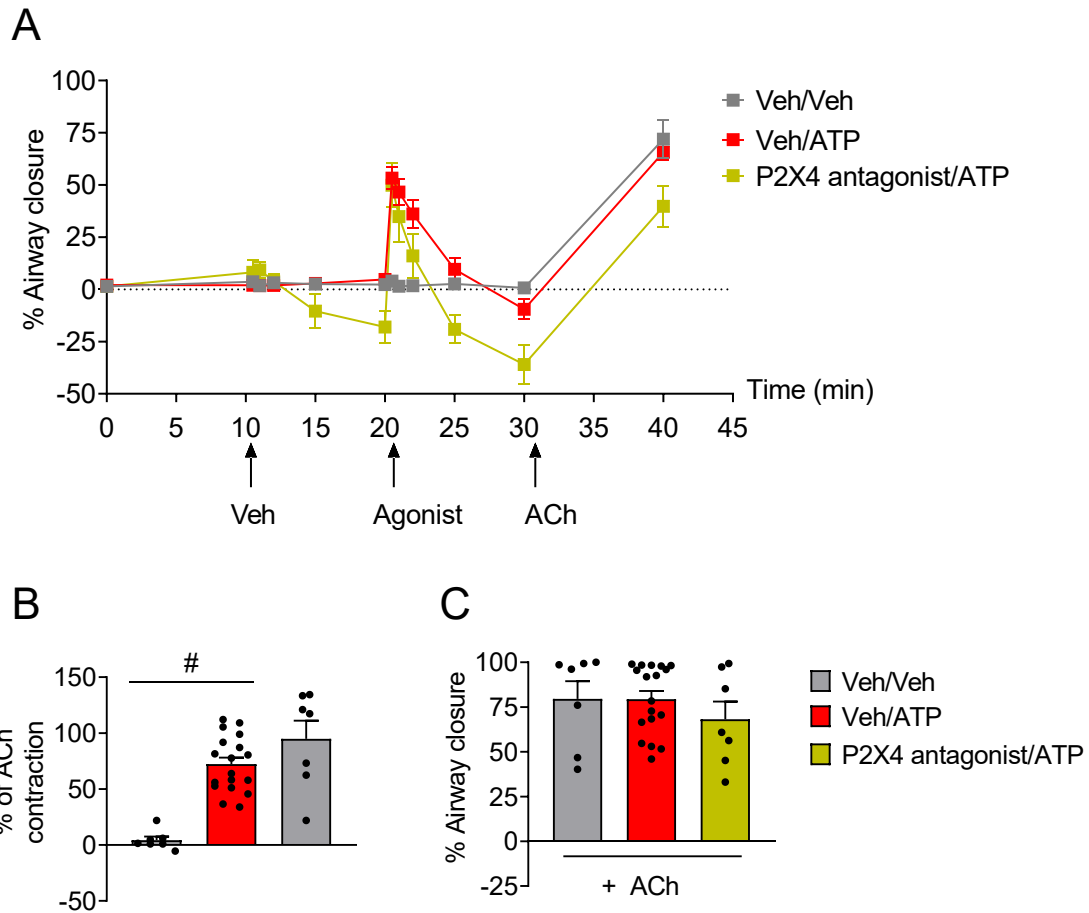 A
100
75
50
25
0
-25
-50
% Airway closure
Veh/Veh
Veh/ATP
P2X4 antagonist/ATP
Time (min)
0 5 10 15 20 25 30 35 40 45
Veh Agonist ACh
B
#
150
100
50
0
-50
% of ACh
contraction
C
100
75
50
25
0
-25
% Airway closure
+ ACh
Veh/Veh
Veh/ATP
P2X4 antagonist/ATP